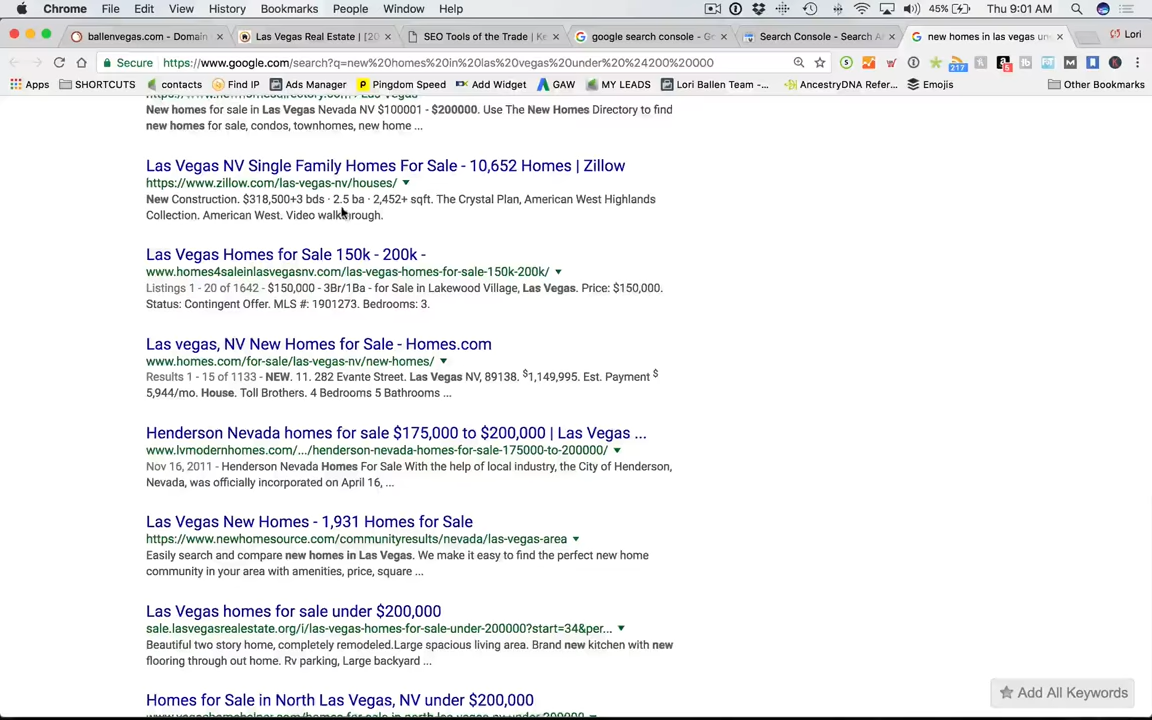 Chrome File Edit View History Bookmarks People Window Help 45% Thu 9:01 AM
ballenvegas.com - Domain × Las Vegas Real Estate | [20 × SEO Tools of the Trade | Ke × google search console - Go × Search Console - Search A × new homes in las vegas un × Lori
Secure https://www.google.com/search?q=new%20homes%20in%20las%20vegas%20under%20%24200%20000
Apps SHORTCUTS contacts Find IP Ads Manager Pingdom Speed Add Widget GAW MY LEADS Lori Ballen Team -... AncestryDNA Refer... Emojis Other Bookmarks
217
New homes for sale in Las Vegas Nevada NV $100001 - $200000. Use The New Homes Directory to find
new homes for sale, condos, townhomes, new home ...
Las Vegas NV Single Family Homes For Sale - 10,652 Homes | Zillow
https://www.zillow.com/las-vegas-nv/houses/
New Construction. $318,500+3 bds · 2.5 ba · 2,452+ sqft. The Crystal Plan, American West Highlands
Collection. American West. Video walkthrough.
Las Vegas Homes for Sale 150k - 200k -
www.homes4saleinlasvegasnv.com/las-vegas-homes-for-sale-150k-200k/
Listings 1 - 20 of 1642 - $150,000 - 3Br/1Ba - for Sale in Lakewood Village, Las Vegas. Price: $150,000.
Status: Contingent Offer. MLS #: 1901273. Bedrooms: 3.
Las vegas, NV New Homes for Sale - Homes.com
www.homes.com/for-sale/las-vegas-nv/new-homes/
Results 1 - 15 of 1133 - NEW. 11. 282 Evante Street. Las Vegas NV, 89138. $1,149,995. Est. Payment $
5,944/mo. House. Toll Brothers. 4 Bedrooms 5 Bathrooms ...
Henderson Nevada homes for sale $175,000 to $200,000 | Las Vegas ...
www.lvmodernhomes.com/.../henderson-nevada-homes-for-sale-175000-to-200000/
Nov 16, 2011 - Henderson Nevada Homes For Sale With the help of local industry, the City of Henderson,
Nevada, was officially incorporated on April 16, ...
Las Vegas New Homes - 1,931 Homes for Sale
https://www.newhomesource.com/communityresults/nevada/las-vegas-area
Easily search and compare new homes in Las Vegas. We make it easy to find the perfect new home
community in your area with amenities, price, square ...
Las Vegas homes for sale under $200,000
sale.lasvegasrealestate.org/i/las-vegas-homes-for-sale-under-200000?start=34&per...
Beautiful two story home, completely remodeled.Large spacious living area. Brand new kitchen with new
flooring through out home. Rv parking, Large backyard ...
Homes for Sale in North Las Vegas, NV under $200,000
Add All Keywords